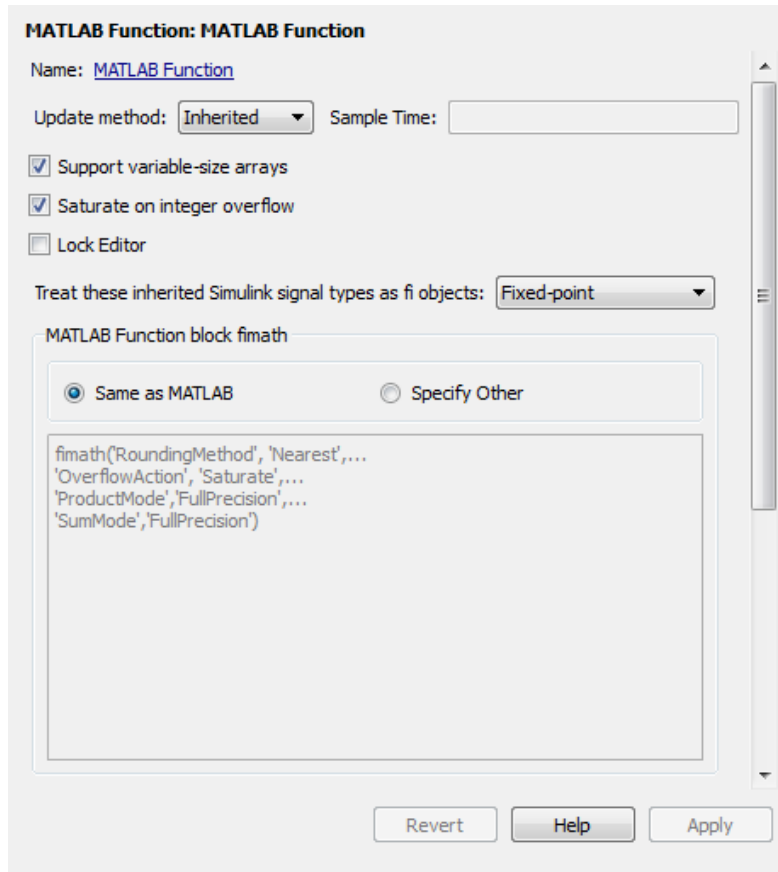 MATLAB Function: MATLAB Function
Name: MATLAB Function
Update method: Inherited Sample Time:
Support variable-size arrays
Saturate on integer overflow
Lock Editor
Treat these inherited Simulink signal types as fi objects: Fixed-point
MATLAB Function block fimath
Same as MATLAB Specify Other
fimath('RoundingMethod', 'Nearest',...
'OverflowAction', 'Saturate',...
'ProductMode','FullPrecision',...
'SumMode','FullPrecision')
Revert Help Apply